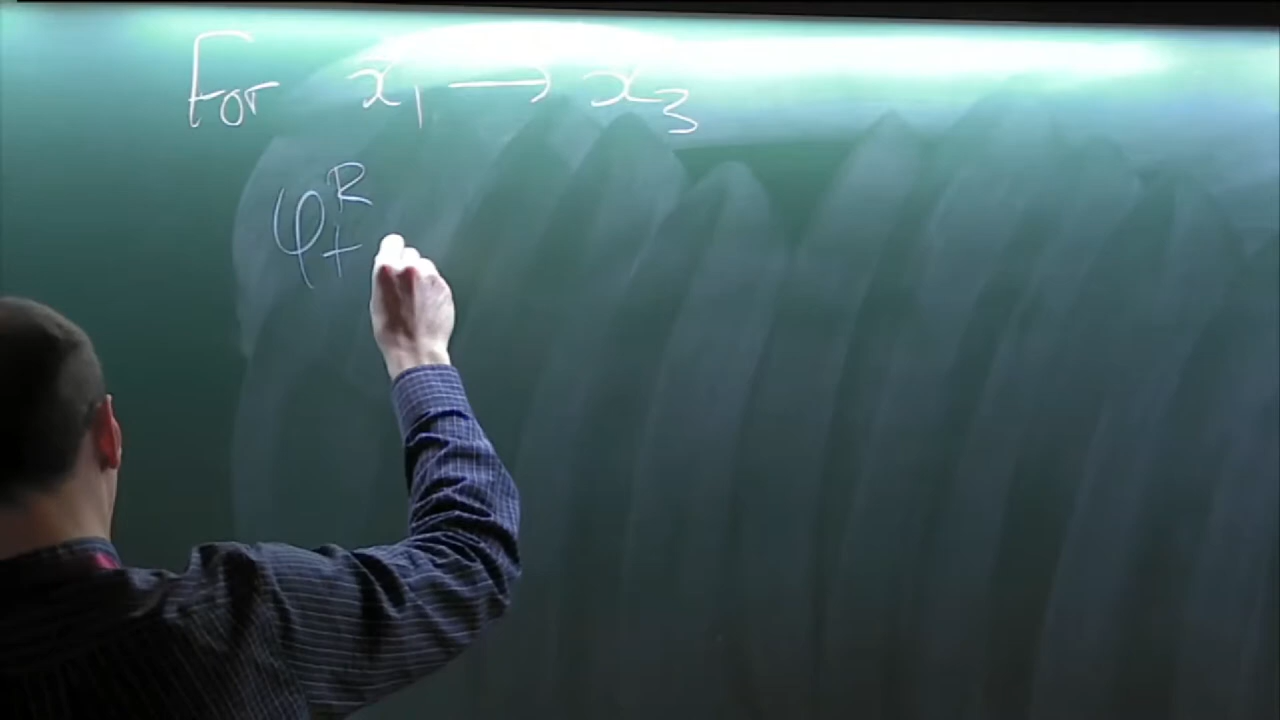 For x₁ → x₃
φ₊ᴿ